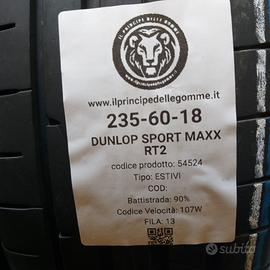 IL PRINCIPE DELLE GOMME
www.ilprincipedellegomme.it
235-60-18
DUNLOP SPORT MAXX
RT2
codice prodotto: 54524
Tipo: ESTIVI
COD:
Battistrada: 90%
Codice Velocità: 107W
FILA: 13
subito